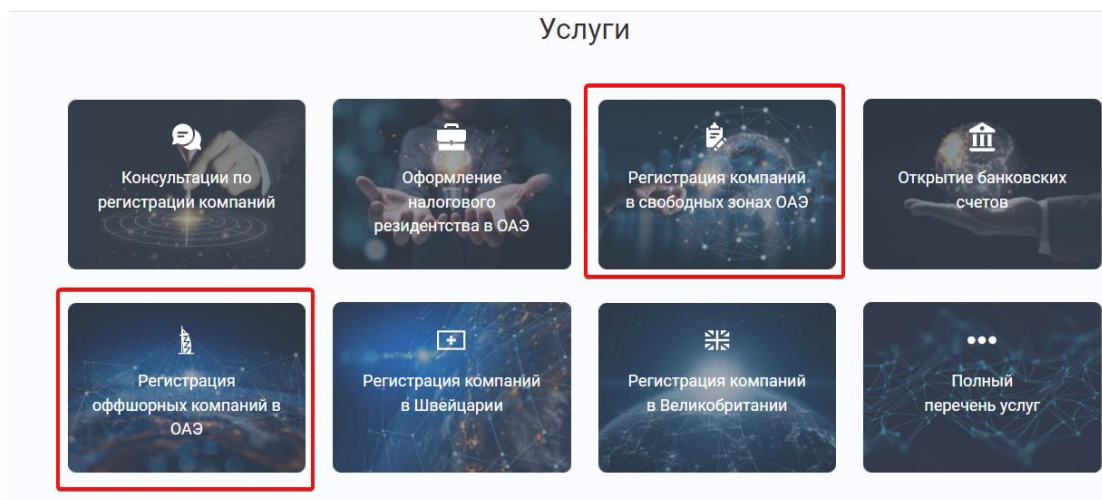 Услуги
Консультации по
регистрации компаний
Оформление
налогового
резидентства в ОАЭ
Регистрация компаний
в свободных зонах ОАЭ
Открытие банковских
счетов
Регистрация
оффшорных компаний в
ОАЭ
Регистрация компаний
в Швейцарии
Регистрация компаний
в Великобритании
Полный
перечень услуг